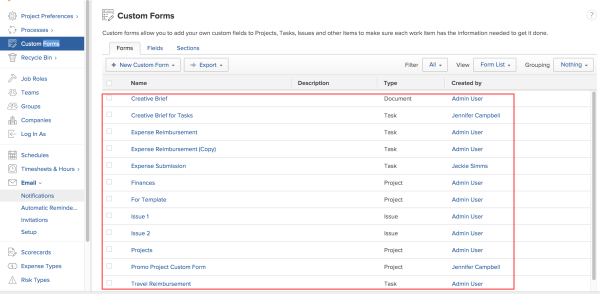 Project Preferences
Processes
Custom Forms
Recycle Bin
Job Roles
Teams
Groups
Companies
Log In As
Schedules
Timesheets & Hours
Email
Notifications
Automatic Reminde...
Invitations
Setup
Scorecards
Expense Types
Risk Types
Custom Forms
?
Custom forms allow you to add your own custom fields to Projects, Tasks, Issues and other items to make sure each work item has the information needed to get it done.
Forms Fields Sections
+ New Custom Form Export Filter All View Form List Grouping Nothing
Name Description Type Created by
Creative Brief Document Admin User
Creative Brief for Tasks Task Jennifer Campbell
Expense Reimbursement Task Admin User
Expense Reimbursement (Copy) Task Admin User
Expense Submission Task Jackie Simms
Finances Project Admin User
For Template Project Admin User
Issue 1 Issue Admin User
Issue 2 Issue Admin User
Projects Project Admin User
Promo Project Custom Form Project Jennifer Campbell
Travel Reimbursement Task Admin User